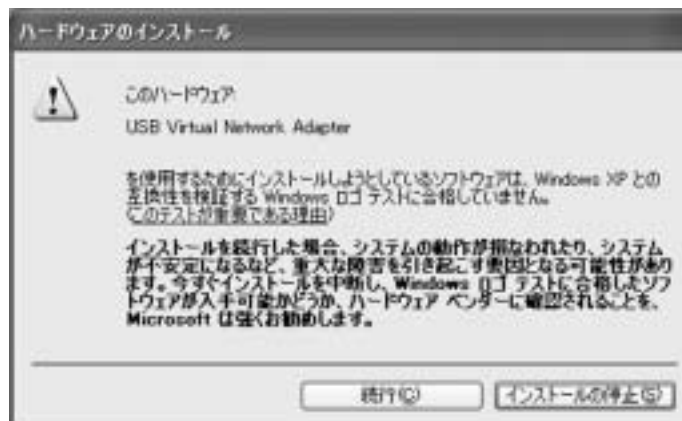 ハードウェアのインストール
このハードウェア:
USB Virtual Network Adapter
を使用するためにインストールしようとしているソフトウェアは、Windows XP との
互換性を検証する Windows ロゴ テストに合格していません。
(このテストが重要である理由)
インストールを続行した場合、システムの動作が損なわれたり、システム
が不安定になるなど、重大な障害を引き起こす要因となる可能性があり
ます。今すぐインストールを中断し、Windows ロゴ テストに合格したソフ
トウェアが入手可能かどうか、ハードウェア ベンダーに確認されることを、
Microsoft は強くお勧めします。
続行(C)
インストールの停止(S)